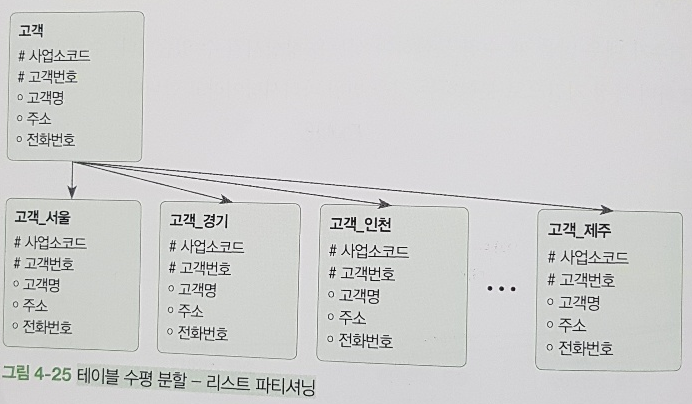 고객
# 사업소코드
# 고객번호
○ 고객명
○ 주소
○ 전화번호
고객_서울
# 사업소코드
# 고객번호
○ 고객명
○ 주소
○ 전화번호
고객_경기
# 사업소코드
# 고객번호
○ 고객명
○ 주소
○ 전화번호
고객_인천
# 사업소코드
# 고객번호
○ 고객명
○ 주소
○ 전화번호
•••
고객_제주
# 사업소코드
# 고객번호
○ 고객명
○ 주소
○ 전화번호
그림 4-25 테이블 수평 분할 – 리스트 파티셔닝